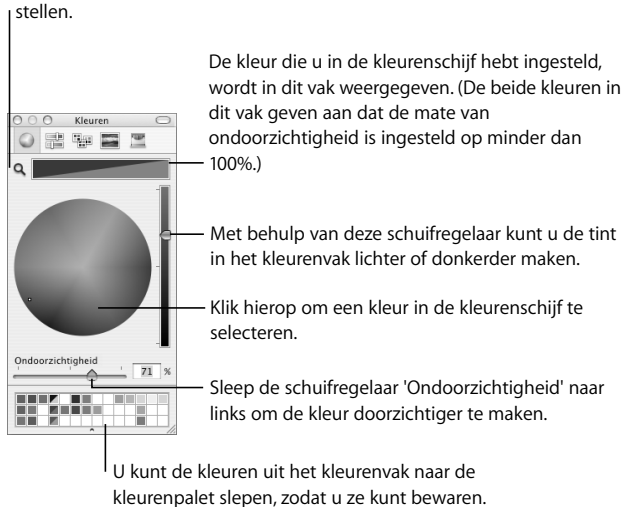 stellen.
De kleur die u in de kleurenschijf hebt ingesteld,
wordt in dit vak weergegeven. (De beide kleuren in
dit vak geven aan dat de mate van
ondoorzichtigheid is ingesteld op minder dan
100%.)
Kleuren
Met behulp van deze schuifregelaar kunt u de tint
in het kleurenvak lichter of donkerder maken.
Klik hierop om een kleur in de kleurenschijf te
selecteren.
Ondoorzichtigheid
71 %
Sleep de schuifregelaar 'Ondoorzichtigheid' naar
links om de kleur doorzichtiger te maken.
U kunt de kleuren uit het kleurenvak naar de
kleurenpalet slepen, zodat u ze kunt bewaren.